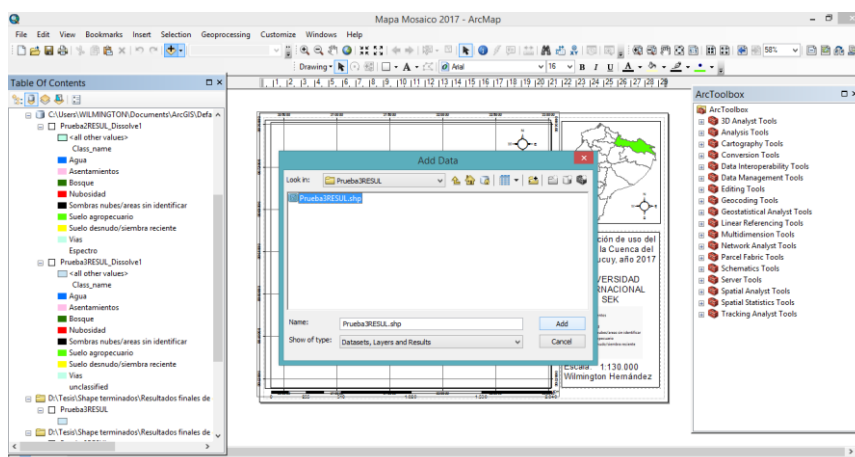 Mapa Mosaico 2017 - ArcMap
File Edit View Bookmarks Insert Selection Geoprocessing Customize Windows Help
58%
Drawing Arial 16 B I U A
Table Of Contents
C:\Users\WILMINGTON\Documents\ArcGIS\Defa
Prueba2RESUL_Dissolve1
<all other values>
Class_name
Agua
Asentamientos
Bosque
Nubosidad
Sombras nubes/areas sin identificar
Suelo agropecuario
Suelo desnudo/siembra reciente
Vias
Espectro
Prueba3RESUL_Dissolve1
<all other values>
Class_name
Agua
Asentamientos
Bosque
Nubosidad
Sombras nubes/areas sin identificar
Suelo agropecuario
Suelo desnudo/siembra reciente
Vias
unclassified
D:\Tesis\Shape terminados\Resultados finales de
Prueba3RESUL
D:\Tesis\Shape terminados\Resultados finales de
Add Data
Look in: Prueba3RESUL
Prueba3RESUL.shp
Name: Prueba3RESUL.shp
Add
Show of type: Datasets, Layers and Results
Cancel
ción de uso del
la Cuenca del
ucuy, año 2017
VERSIDAD
RNACIONAL
SEK
Escala: 1:130.000
Wilmington Hernández
ArcToolbox
ArcToolbox
3D Analyst Tools
Analysis Tools
Cartography Tools
Conversion Tools
Data Interoperability Tools
Data Management Tools
Editing Tools
Geocoding Tools
Geostatistical Analyst Tools
Linear Referencing Tools
Multidimension Tools
Network Analyst Tools
Parcel Fabric Tools
Schematics Tools
Server Tools
Spatial Analyst Tools
Spatial Statistics Tools
Tracking Analyst Tools